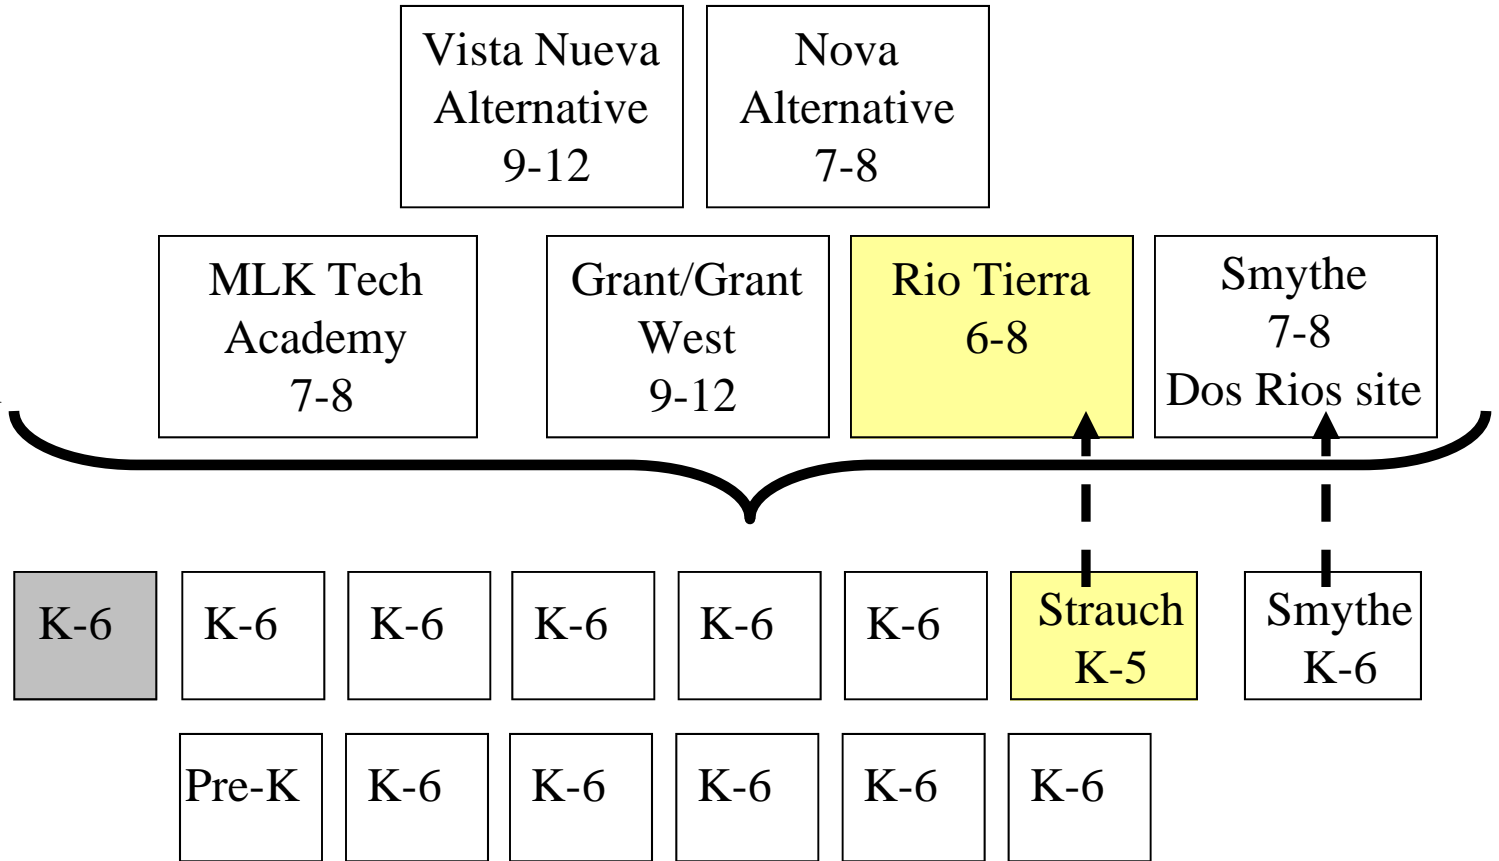 Vista Nueva
Alternative
9-12
Nova
Alternative
7-8
MLK Tech
Academy
7-8
Grant/Grant
West
9-12
Rio Tierra
6-8
Smythe
7-8
Dos Rios site
K-6
K-6
K-6
K-6
K-6
K-6
Strauch
K-5
Smythe
K-6
Pre-K
K-6
K-6
K-6
K-6
K-6